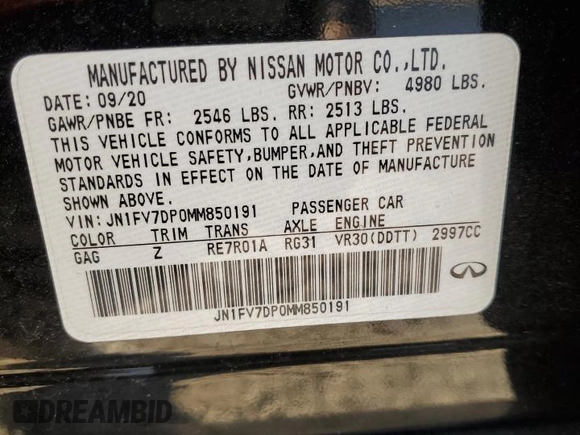 MANUFACTURED BY NISSAN MOTOR CO.,LTD.
DATE: 09/20 GVWR/PNBV: 4980 LBS.
GAWR/PNBE FR: 2546 LBS. RR: 2513 LBS.
THIS VEHICLE CONFORMS TO ALL APPLICABLE FEDERAL
MOTOR VEHICLE SAFETY,BUMPER,AND THEFT PREVENTION
STANDARDS IN EFFECT ON THE DATE OF MANUFACTURE
SHOWN ABOVE.
VIN: JN1FV7DP0MM850191 PASSENGER CAR
COLOR TRIM TRANS AXLE ENGINE
GAG Z RE7R01A RG31 VR30(DDTT) 2997CC
JN1FV7DP0MM850191
DREAMBID